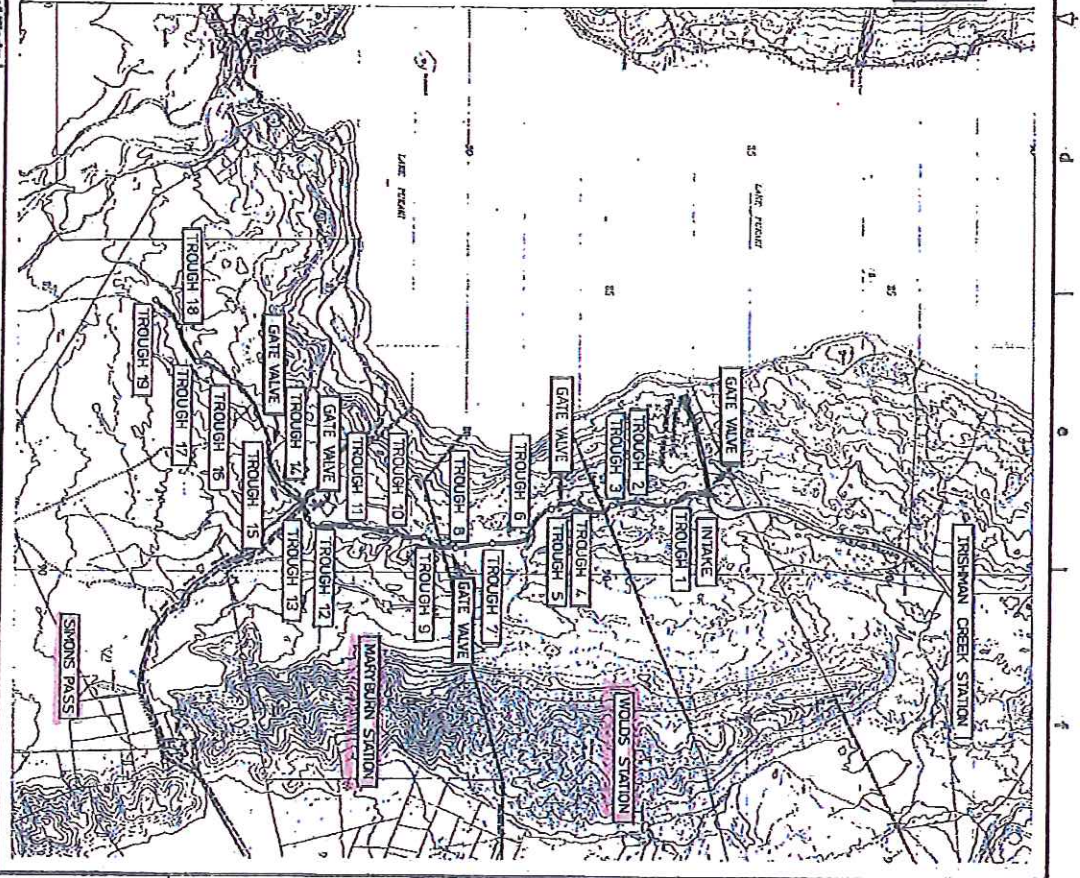 IRISHMAN CREEK STATION
GATE VALVE
INTAKE
TROUGH 1
TROUGH 2
TROUGH 3
WOLDS STATON
GATE VALVE
TROUGH 4
TROUGH 5
TROUGH 6
TROUGH 7
GATE VALVE
TROUGH 8
TROUGH 9
TROUGH 10
TROUGH 11
MARYBURN STATION
GATE VALVE
TROUGH 12
TROUGH 13
TROUGH 14
GATE VALVE
TROUGH 15
TROUGH 16
TROUGH 17
TROUGH 18
TROUGH 19
SIMONS PASS
LAKE PUKAKI
LAKE PUKAKI